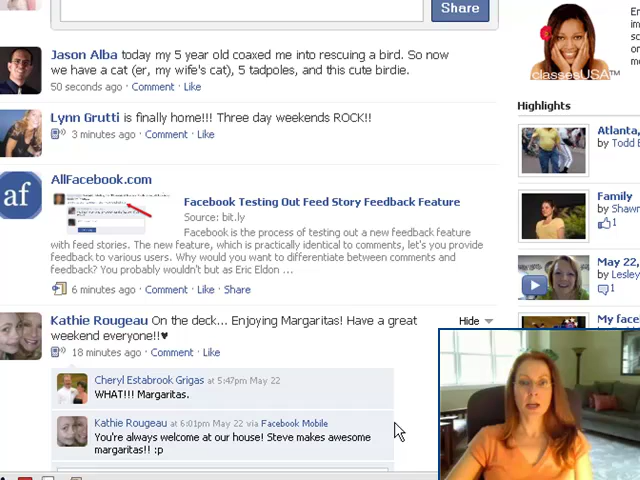 Share
Jason Alba today my 5 year old coaxed me into rescuing a bird. So now
we have a cat (er, my wife's cat), 5 tadpoles, and this cute birdie.
50 seconds ago · Comment · Like
Lynn Grutti is finally home!!! Three day weekends ROCK!!
3 minutes ago · Comment · Like
AllFacebook.com
af
Facebook Testing Out Feed Story Feedback Feature
Source: bit.ly
Facebook is the process of testing out a new feedback feature
with feed stories. The new feature, which is practically identical to comments, let's you provide
feedback to various users. Why would you want to differentiate between comments and
feedback? You probably wouldn't but as Eric Eldon ...
6 minutes ago · Comment · Like · Share
Kathie Rougeau On the deck... Enjoying Margaritas! Have a great
weekend everyone!!♥
Hide
18 minutes ago · Comment · Like
Cheryl Estabrook Grigas at 5:47pm May 22
WHAT!!! Margaritas.
Kathie Rougeau at 6:01pm May 22 via Facebook Mobile
You're always welcome at our house! Steve makes awesome
margaritas!! :p
classesUSA™
Highlights
Atlanta,
by Todd
Family
by Shawn
1
May 22,
by Lesley
1
My face